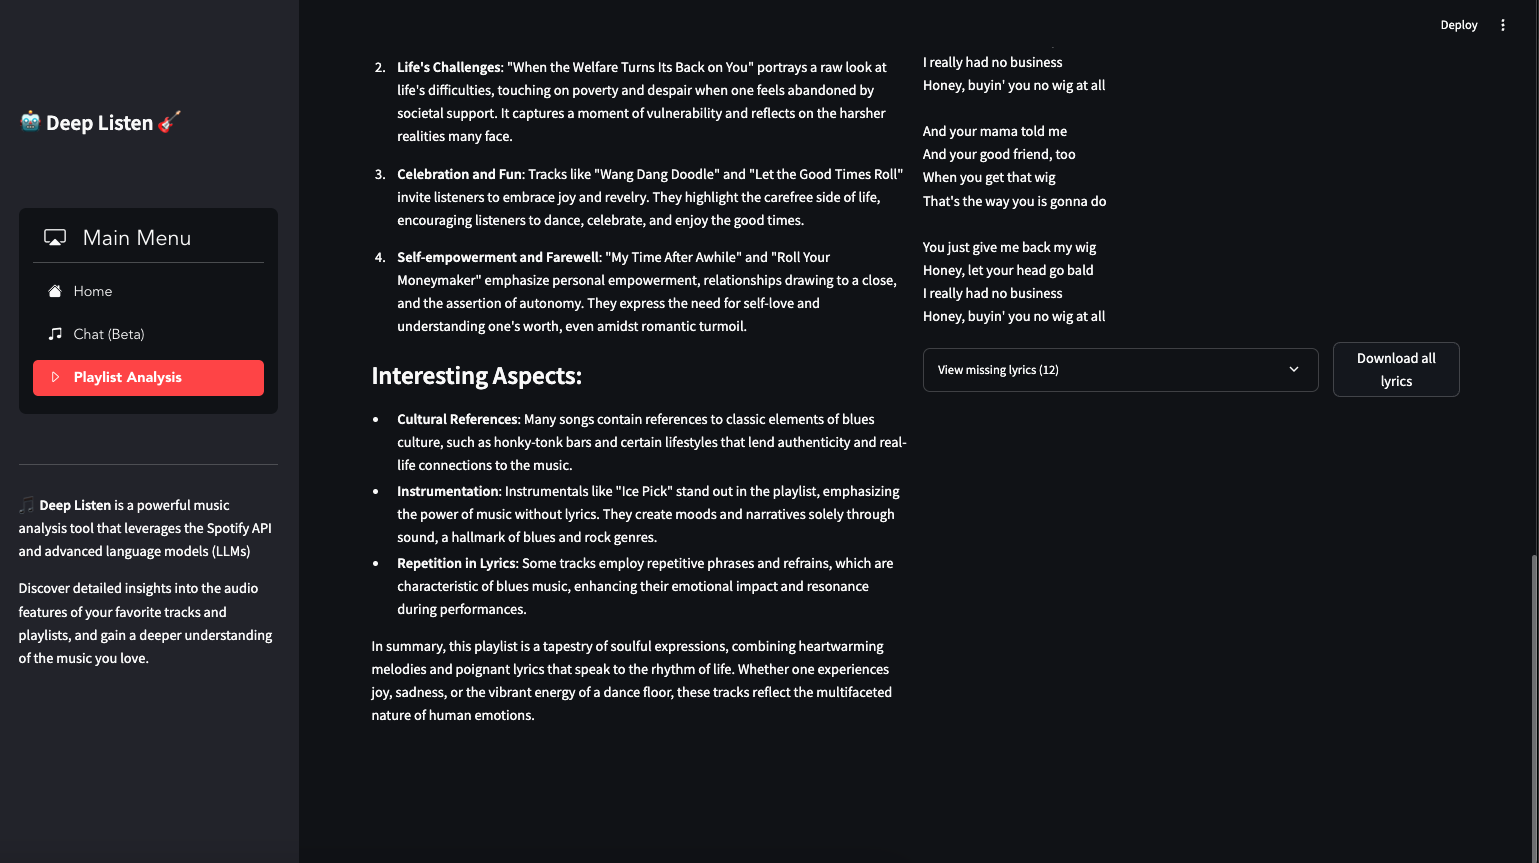 Deploy
Deep Listen
Main Menu
Home
Chat (Beta)
Playlist Analysis
Deep Listen is a powerful music
analysis tool that leverages the Spotify API
and advanced language models (LLMs)
Discover detailed insights into the audio
features of your favorite tracks and
playlists, and gain a deeper understanding
of the music you love.
2. Life's Challenges: "When the Welfare Turns Its Back on You" portrays a raw look at
life's difficulties, touching on poverty and despair when one feels abandoned by
societal support. It captures a moment of vulnerability and reflects on the harsher
realities many face.
3. Celebration and Fun: Tracks like "Wang Dang Doodle" and "Let the Good Times Roll"
invite listeners to embrace joy and revelry. They highlight the carefree side of life,
encouraging listeners to dance, celebrate, and enjoy the good times.
4. Self-empowerment and Farewell: "My Time After Awhile" and "Roll Your
Moneymaker" emphasize personal empowerment, relationships drawing to a close,
and the assertion of autonomy. They express the need for self-love and
understanding one's worth, even amidst romantic turmoil.
Interesting Aspects:
• Cultural References: Many songs contain references to classic elements of blues
culture, such as honky-tonk bars and certain lifestyles that lend authenticity and real-
life connections to the music.
• Instrumentation: Instrumentals like "Ice Pick" stand out in the playlist, emphasizing
the power of music without lyrics. They create moods and narratives solely through
sound, a hallmark of blues and rock genres.
• Repetition in Lyrics: Some tracks employ repetitive phrases and refrains, which are
characteristic of blues music, enhancing their emotional impact and resonance
during performances.
In summary, this playlist is a tapestry of soulful expressions, combining heartwarming
melodies and poignant lyrics that speak to the rhythm of life. Whether one experiences
joy, sadness, or the vibrant energy of a dance floor, these tracks reflect the multifaceted
nature of human emotions.
I really had no business
Honey, buyin' you no wig at all
And your mama told me
And your good friend, too
When you get that wig
That's the way you is gonna do
You just give me back my wig
Honey, let your head go bald
I really had no business
Honey, buyin' you no wig at all
View missing lyrics (12)
Download all
lyrics